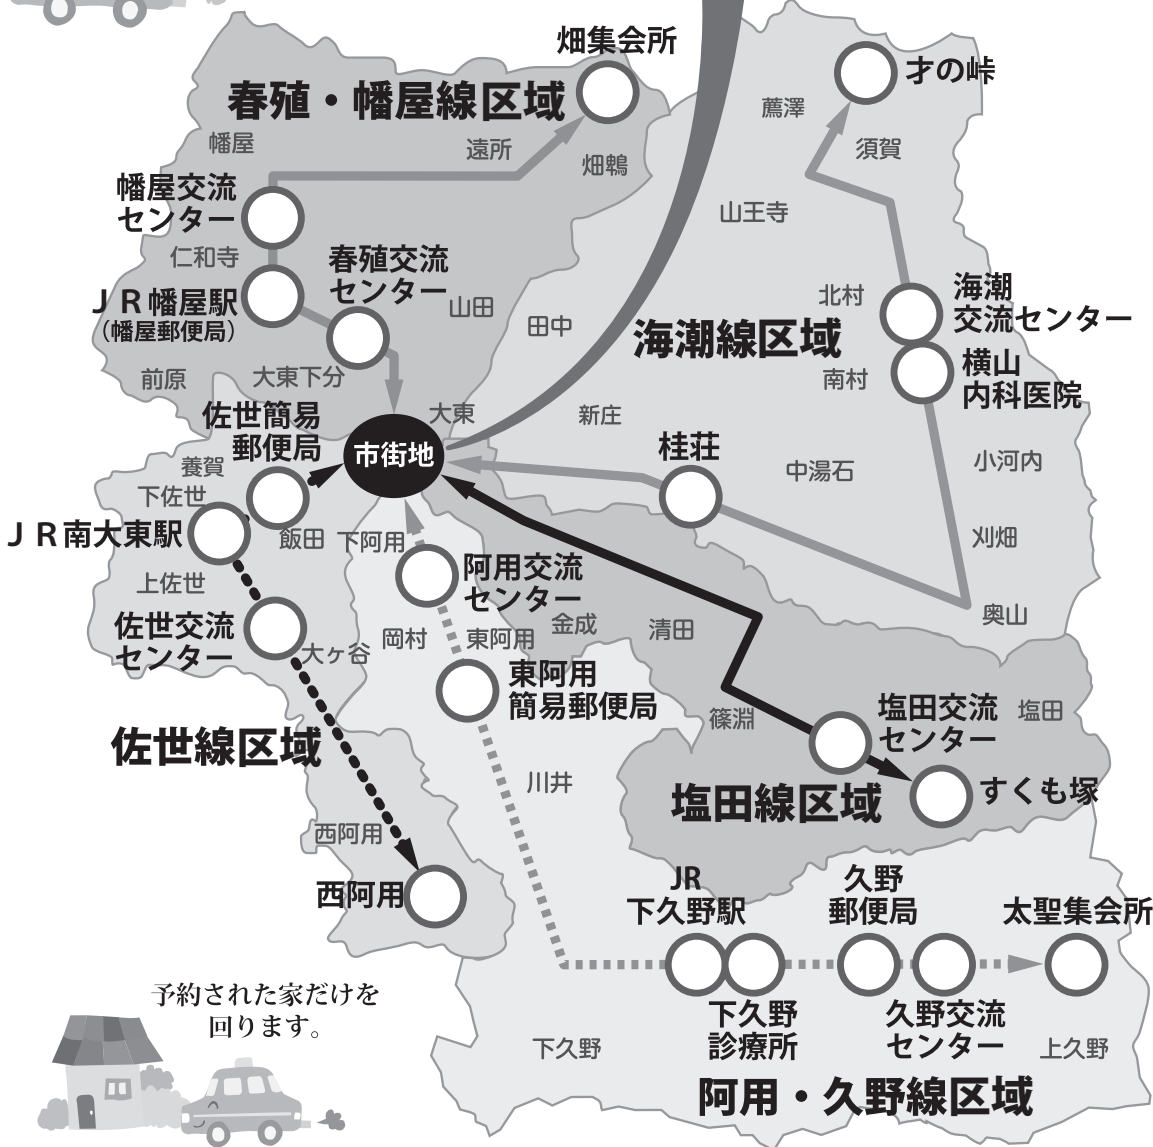 畑集会所
才の峠
春殖・幡屋線区域
薦澤
幡屋
遠所
須賀
畑鵯
幡屋交流
センター
山王寺
仁和寺
春殖交流
センター
ＪＲ幡屋駅
（幡屋郵便局）
山田
田中
北村
海潮
交流センター
海潮線区域
横山
内科医院
前原
大東下分
南村
佐世簡易
郵便局
大東
新庄
市街地
桂荘
養賀
中湯石
小河内
下佐世
ＪＲ南大東駅
飯田
下阿用
刈畑
上佐世
阿用交流
センター
奥山
佐世交流
センター
大ヶ谷
岡村
東阿用
金成
清田
東阿用
簡易郵便局
篠淵
塩田交流
センター
塩田
佐世線区域
川井
塩田線区域
すくも塚
西阿用
西阿用
JR
下久野駅
久野
郵便局
太聖集会所
予約された家だけを
回ります。
下久野
診療所
久野交流
センター
下久野
上久野
阿用・久野線区域